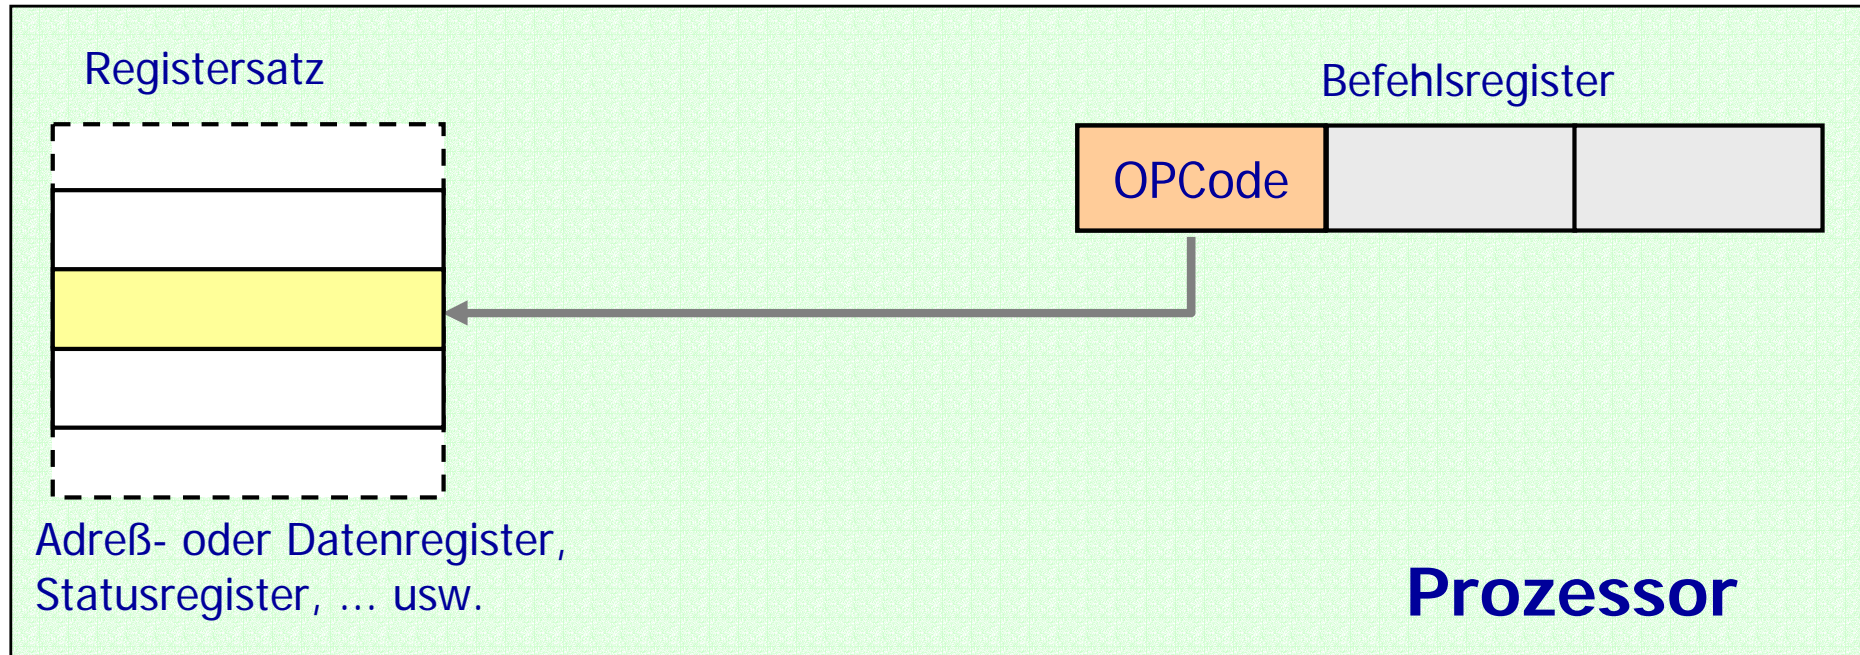 Registersatz
Befehlsregister
OPCode
Adreß- oder Datenregister,
Statusregister, ... usw.
Prozessor